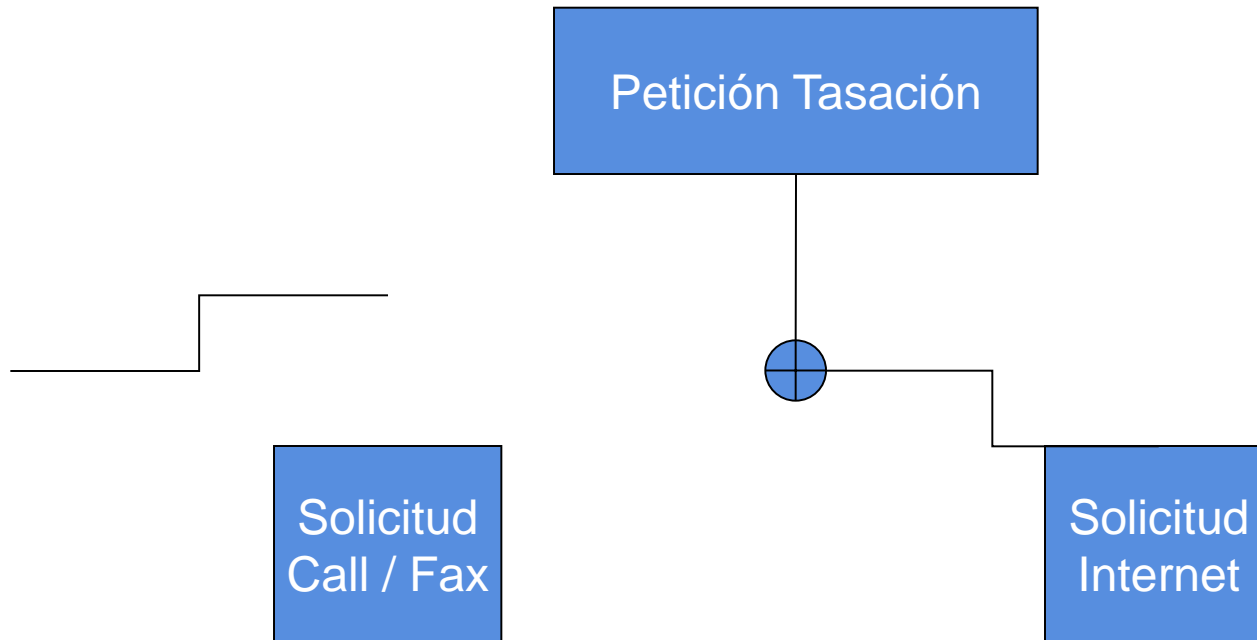 Petición Tasación
Solicitud
Call / Fax
Solicitud
Internet